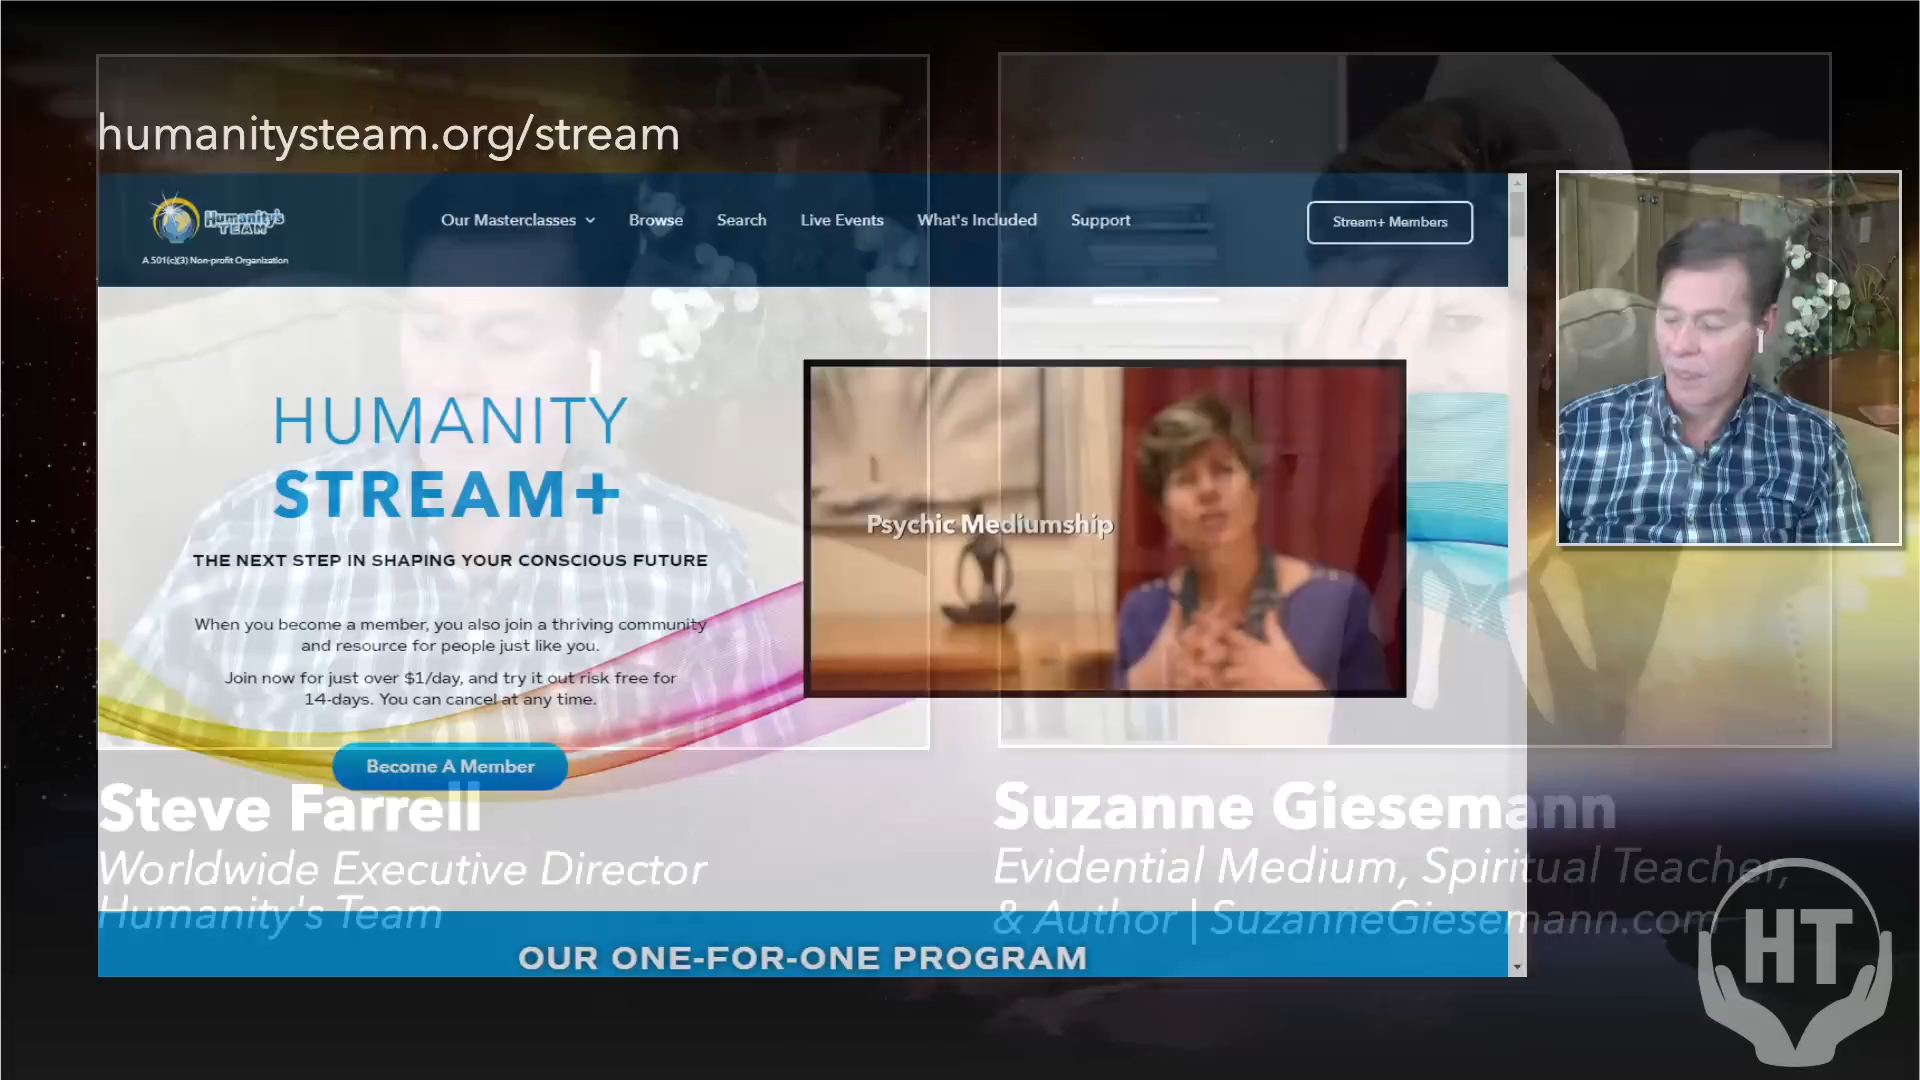 humanitysteam.org/stream
Humanity's
TEAM
A 501(c)(3) Non-profit Organization
Our Masterclasses
Browse
Search
Live Events
What's Included
Support
Stream+ Members
HUMANITY
STREAM+
THE NEXT STEP IN SHAPING YOUR CONSCIOUS FUTURE
When you become a member, you also join a thriving community
and resource for people just like you.
Join now for just over $1/day, and try it out risk free for
14-days. You can cancel at any time.
Become A Member
Psychic Mediumship
Steve Farrell
Worldwide Executive Director
Humanity's Team
Suzanne Giesemann
Evidential Medium, Spiritual Teacher,
& Author | SuzanneGiesemann.com
OUR ONE-FOR-ONE PROGRAM
HT